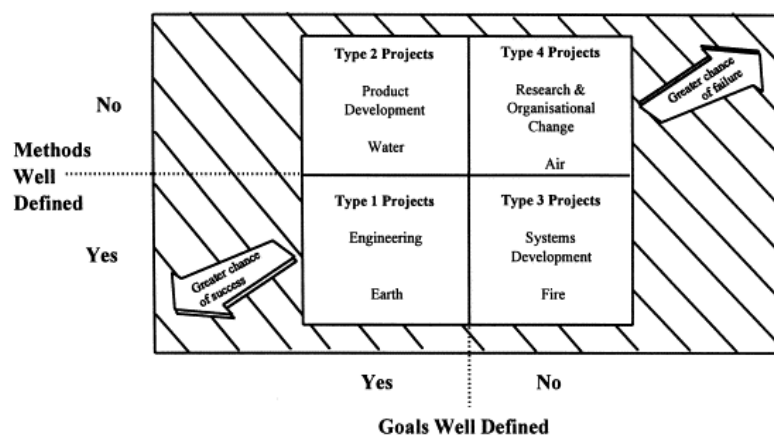 Type 2 Projects
Product
Development
Water
Type 4 Projects
Research &
Organisational
Change
Air
Greater chance
of failure
No
Methods
Well
Defined
Yes
Type 1 Projects
Engineering
Earth
Type 3 Projects
Systems
Development
Fire
Greater chance
of success
Yes
No
Goals Well Defined